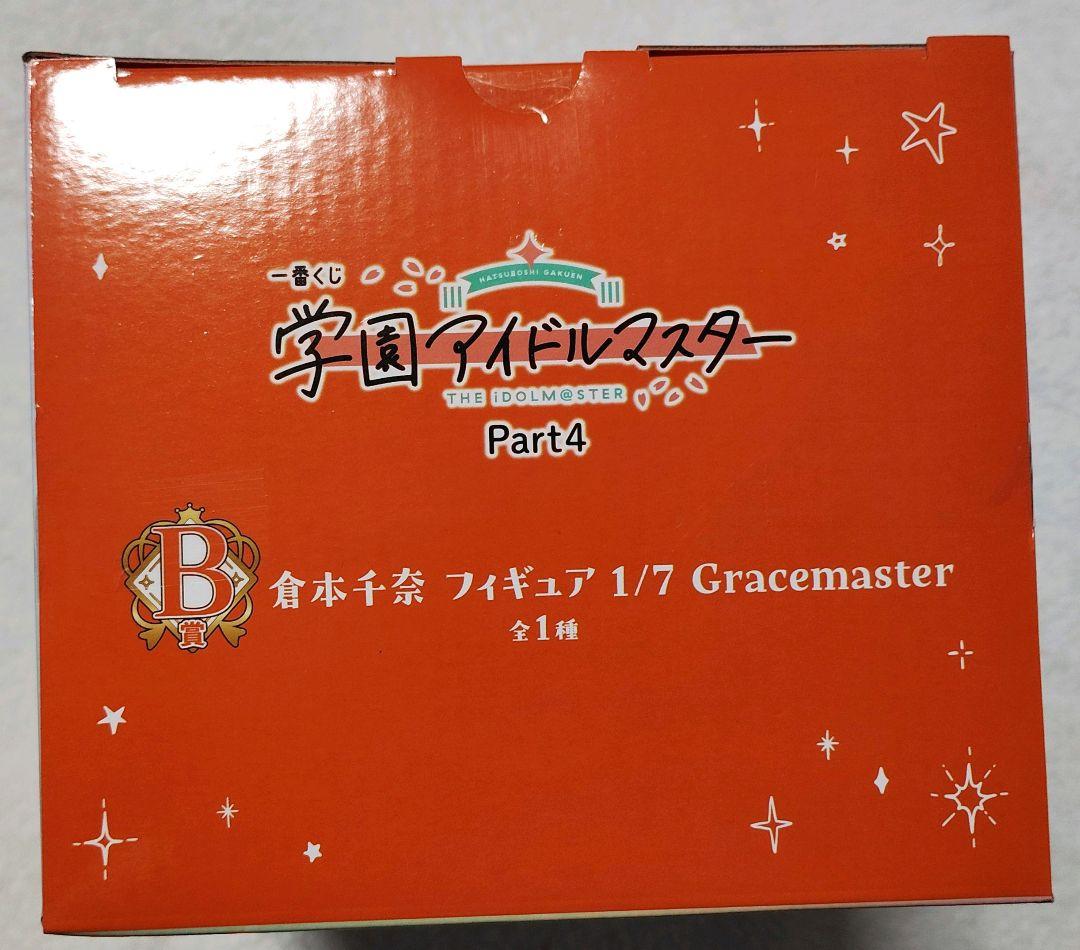 一番くじ
HATSUBOSHI GAKUEN
学園アイドルマスター
THE iDOLM@STER
Part4
B賞
倉本千奈 フィギュア 1/7 Gracemaster
全1種